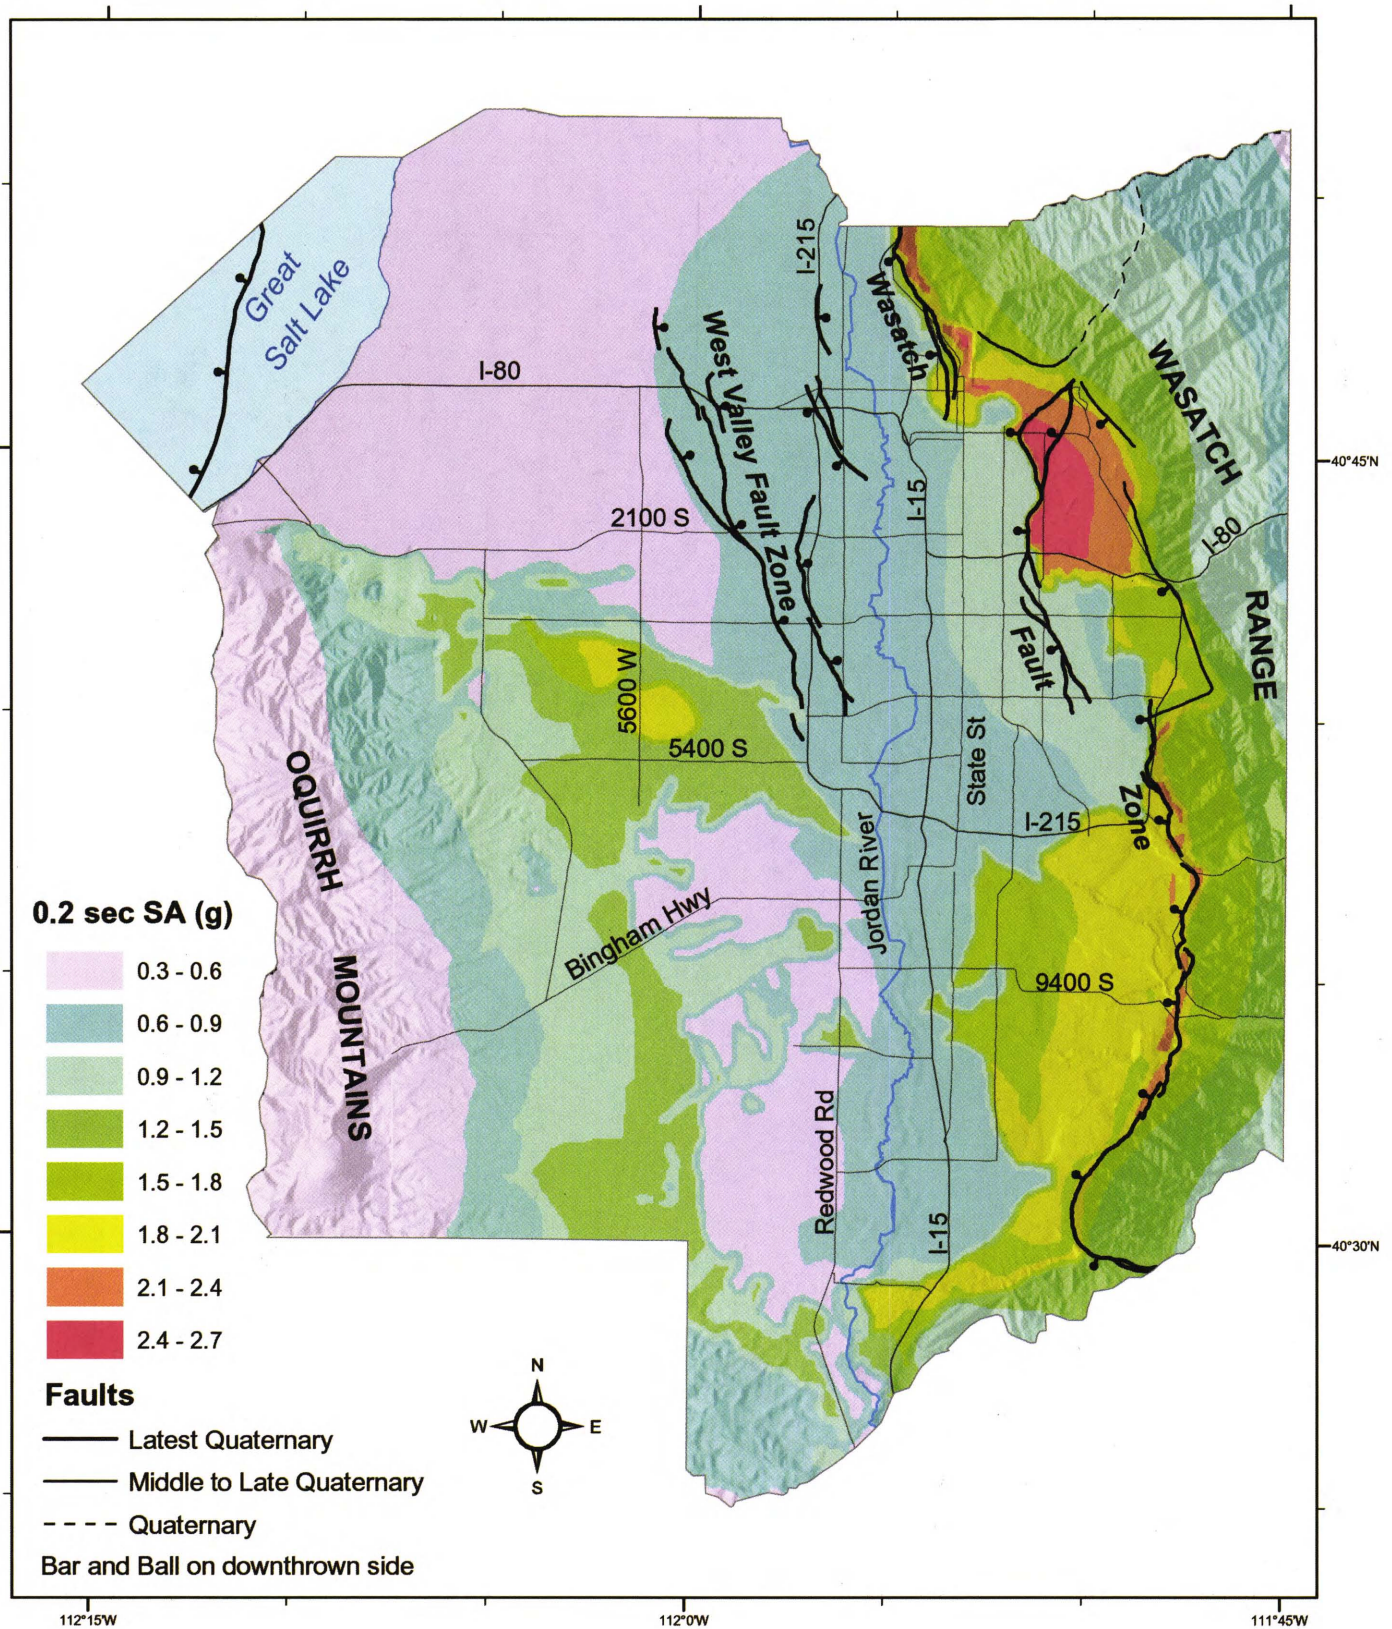 Great
Salt Lake
I-80
I-215
West Valley Fault Zone
Wasatch
WASATCH
RANGE
I-80
40°45'N
I-15
2100 S
Fault
5600 W
5400 S
State St
I-215
Zone
OQUIRRH
MOUNTAINS
Jordan River
Bingham Hwy
9400 S
Redwood Rd
I-15
40°30'N
0.2 sec SA (g)
0.3 - 0.6
0.6 - 0.9
0.9 - 1.2
1.2 - 1.5
1.5 - 1.8
1.8 - 2.1
2.1 - 2.4
2.4 - 2.7
Faults
Latest Quaternary
Middle to Late Quaternary
Quaternary
Bar and Ball on downthrown side
N
W E
S
112°15'W 112°0'W 111°45'W